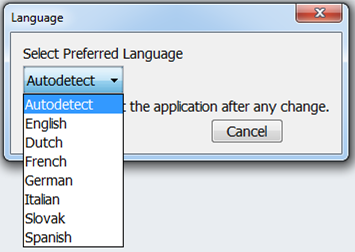 Language
Select Preferred Language
Autodetect
Autodetect
the application after any change.
English
Cancel
Dutch
French
German
Italian
Slovak
Spanish